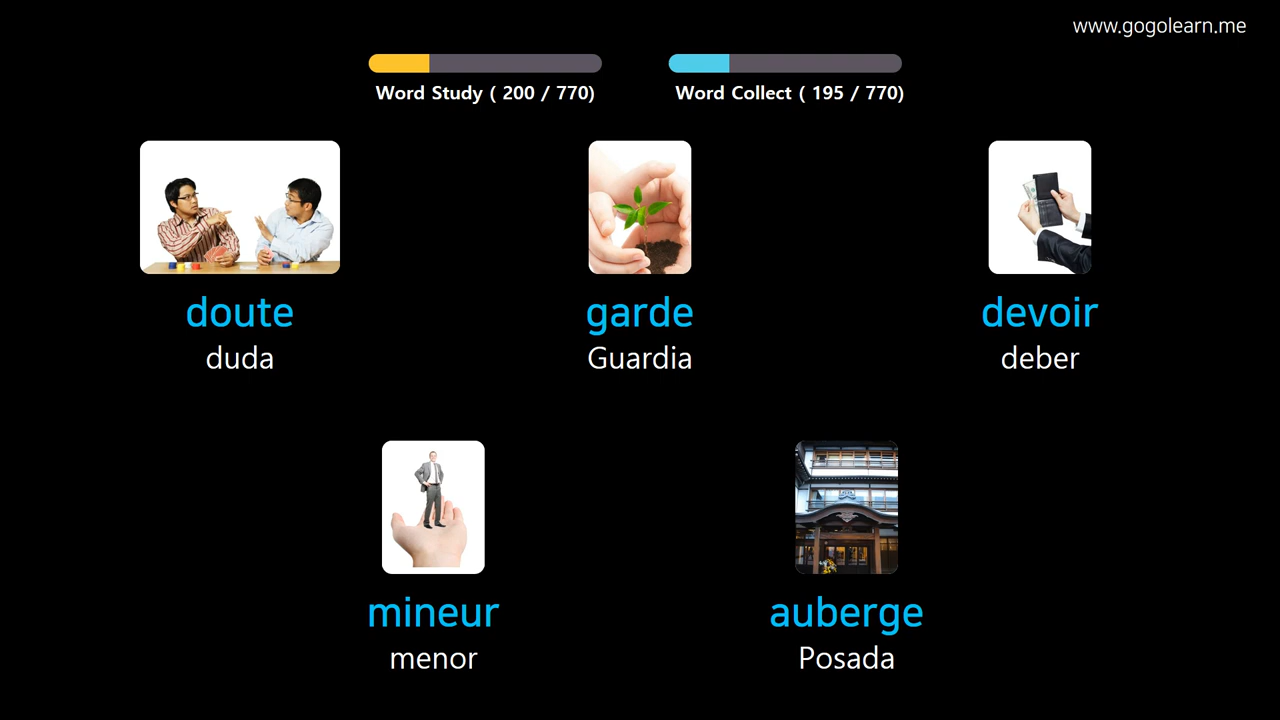 www.gogolearn.me
Word Study ( 200 / 770)
Word Collect ( 195 / 770)
doute
duda
garde
Guardia
devoir
deber
mineur
menor
auberge
Posada